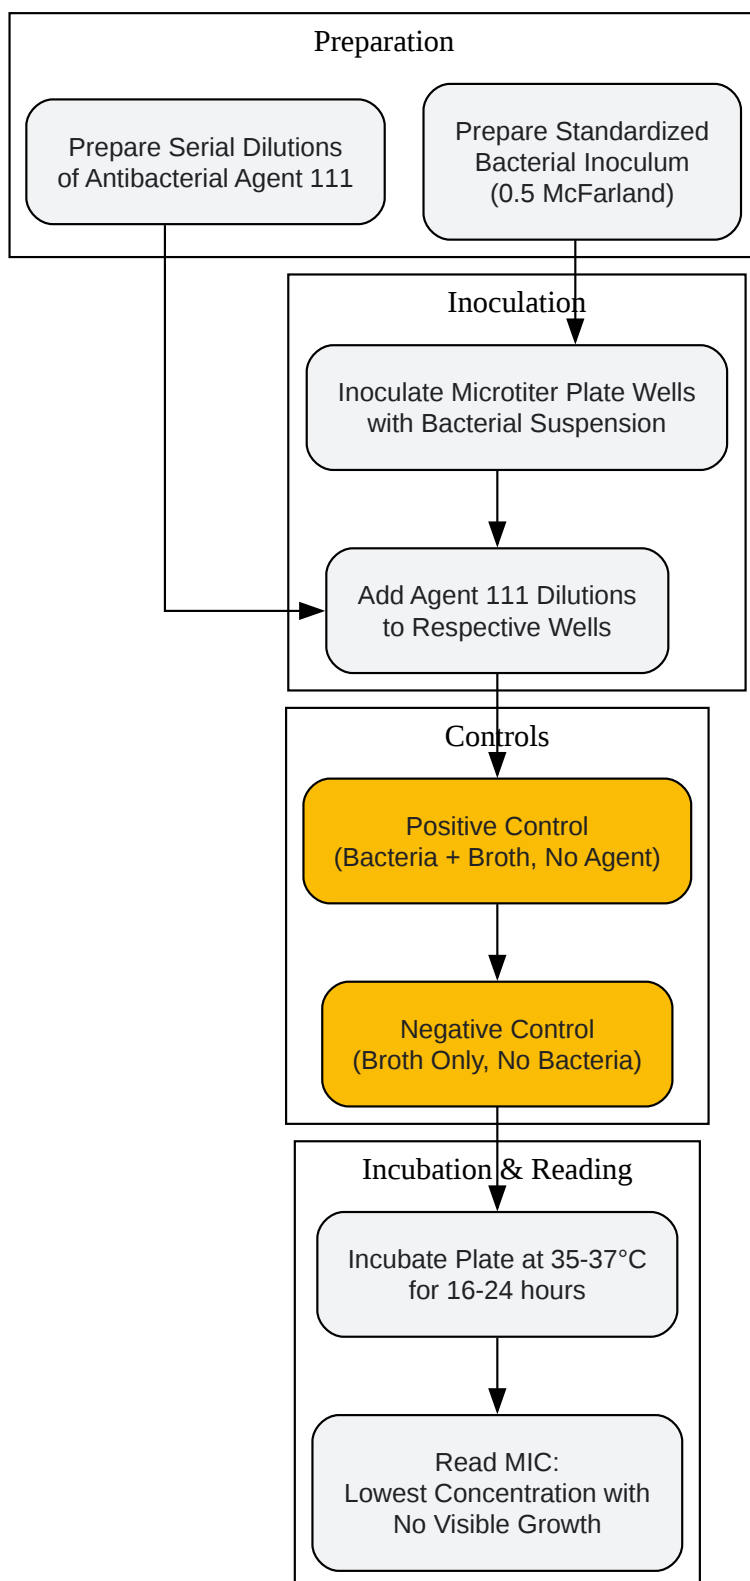 Preparation
Prepare Serial Dilutions
of Antibacterial Agent 111
Prepare Standardized
Bacterial Inoculum
(0.5 McFarland)
Inoculation
Inoculate Microtiter Plate Wells
with Bacterial Suspension
Add Agent 111 Dilutions
to Respective Wells
Controls
Positive Control
(Bacteria + Broth, No Agent)
Negative Control
(Broth Only, No Bacteria)
Incubation & Reading
Incubate Plate at 35-37°C
for 16-24 hours
Read MIC:
Lowest Concentration with
No Visible Growth